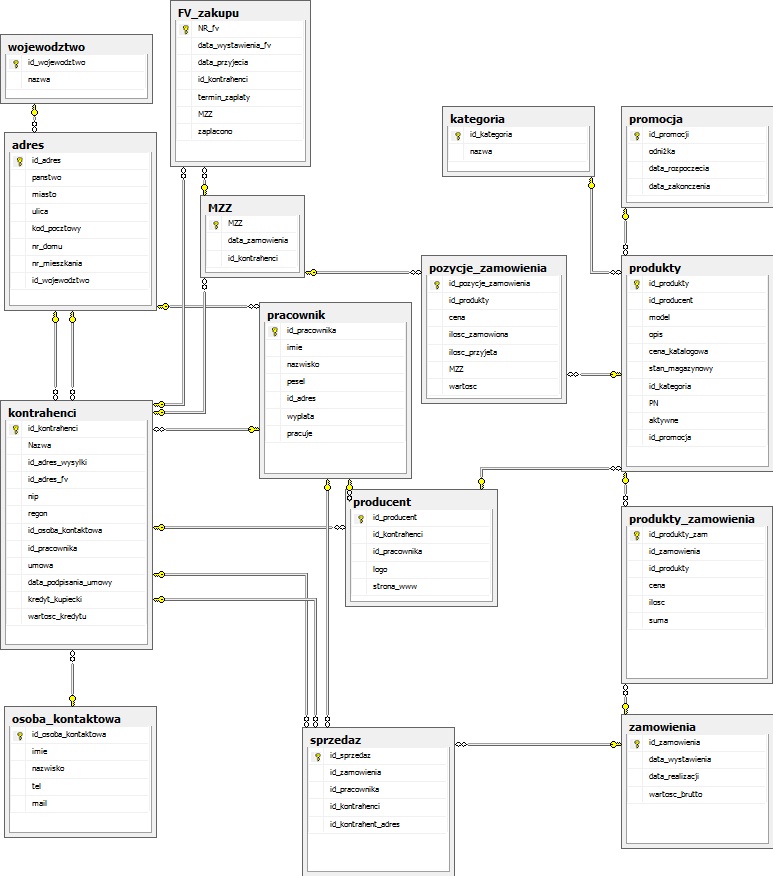 FV_zakupu
NR_fv
data_wystawienia_fv
data_przyjecia
id_kontrahenci
termin_zaplaty
MZZ
zaplacono
wojewodztwo
id_wojewodztwo
nazwa
adres
id_adres
panstwo
miasto
ulica
kod_pocztowy
nr_domu
nr_mieszkania
id_wojewodztwo
MZZ
MZZ
data_zamowienia
id_kontrahenci
kategoria
id_kategoria
nazwa
promocja
id_promocji
odniżka
data_rozpoczecia
data_zakonczenia
pozycje_zamowienia
id_pozycje_zamowienia
id_produkty
cena
ilosc_zamowiona
ilosc_przyjeta
MZZ
wartosc
produkty
id_produkty
id_producent
model
opis
cena_katalogowa
stan_magazynowy
id_kategoria
PN
aktywne
id_promocja
pracownik
id_pracownika
imie
nazwisko
pesel
id_adres
wyplata
pracuje
kontrahenci
id_kontrahenci
Nazwa
id_adres_wysylki
id_adres_fv
nip
regon
id_osoba_kontaktowa
id_pracownika
umowa
data_podpisania_umowy
kredyt_kupiecki
wartosc_kredytu
producent
id_producent
id_kontrahenci
id_pracownika
logo
strona_www
produkty_zamowienia
id_produkty_zam
id_zamowienia
id_produkty
cena
ilosc
suma
osoba_kontaktowa
id_osoba_kontaktowa
imie
nazwisko
tel
mail
sprzedaz
id_sprzedaz
id_zamowienia
id_pracownika
id_kontrahenci
id_kontrahent_adres
zamowienia
id_zamowienia
data_wystawienia
data_realizacji
wartosc_brutto